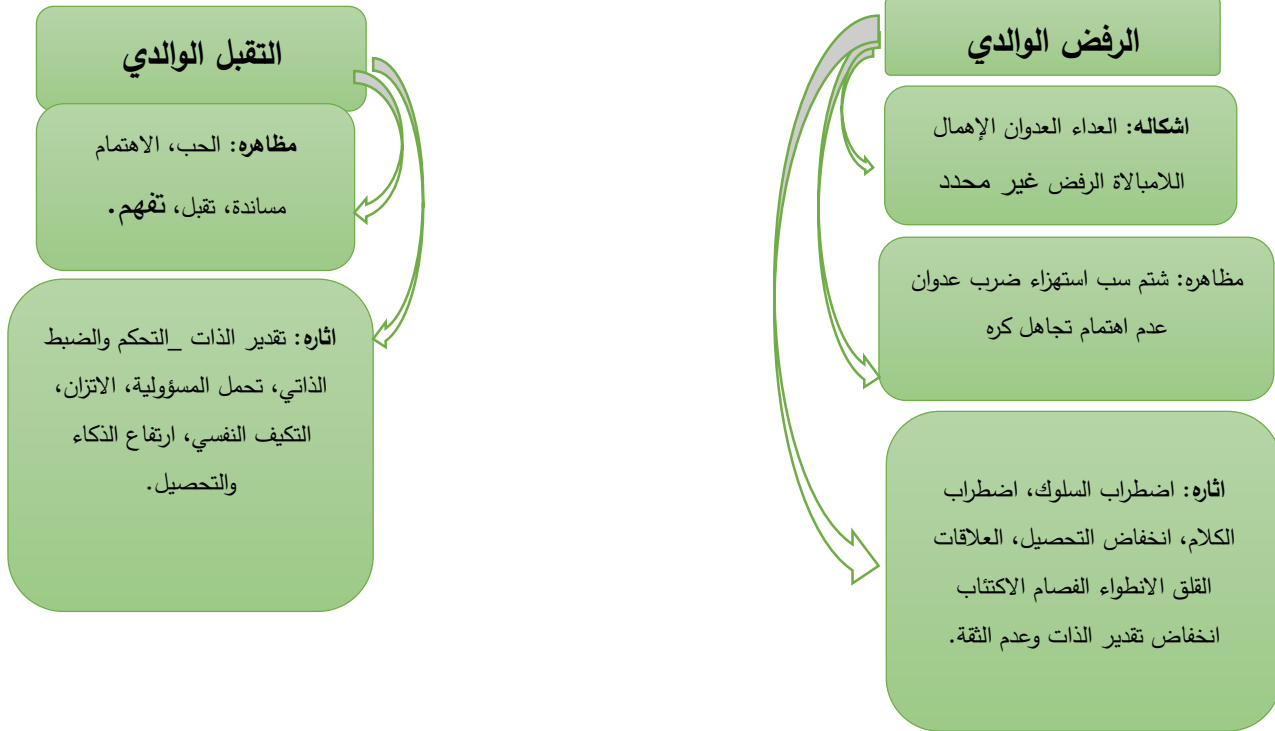 الرفض الوالدي
اشكاله: العداء العدوان الإهمال
اللامبالاة الرفض غير محدد
مظاهره: شتم سب استهزاء ضرب عدوان
عدم اهتمام تجاهل كره
اثاره: اضطراب السلوك، اضطراب
الكلام، انخفاض التحصيل، العلاقات
القلق الانطواء الفصام الاكتئاب
انخفاض تقدير الذات وعدم الثقة.
التقبل الوالدي
مظاهره: الحب، الاهتمام
مساندة، تقبل، تفهم.
اثاره: تقدير الذات _التحكم والضبط
الذاتي، تحمل المسؤولية، الاتزان،
التكيف النفسي، ارتفاع الذكاء
والتحصيل.